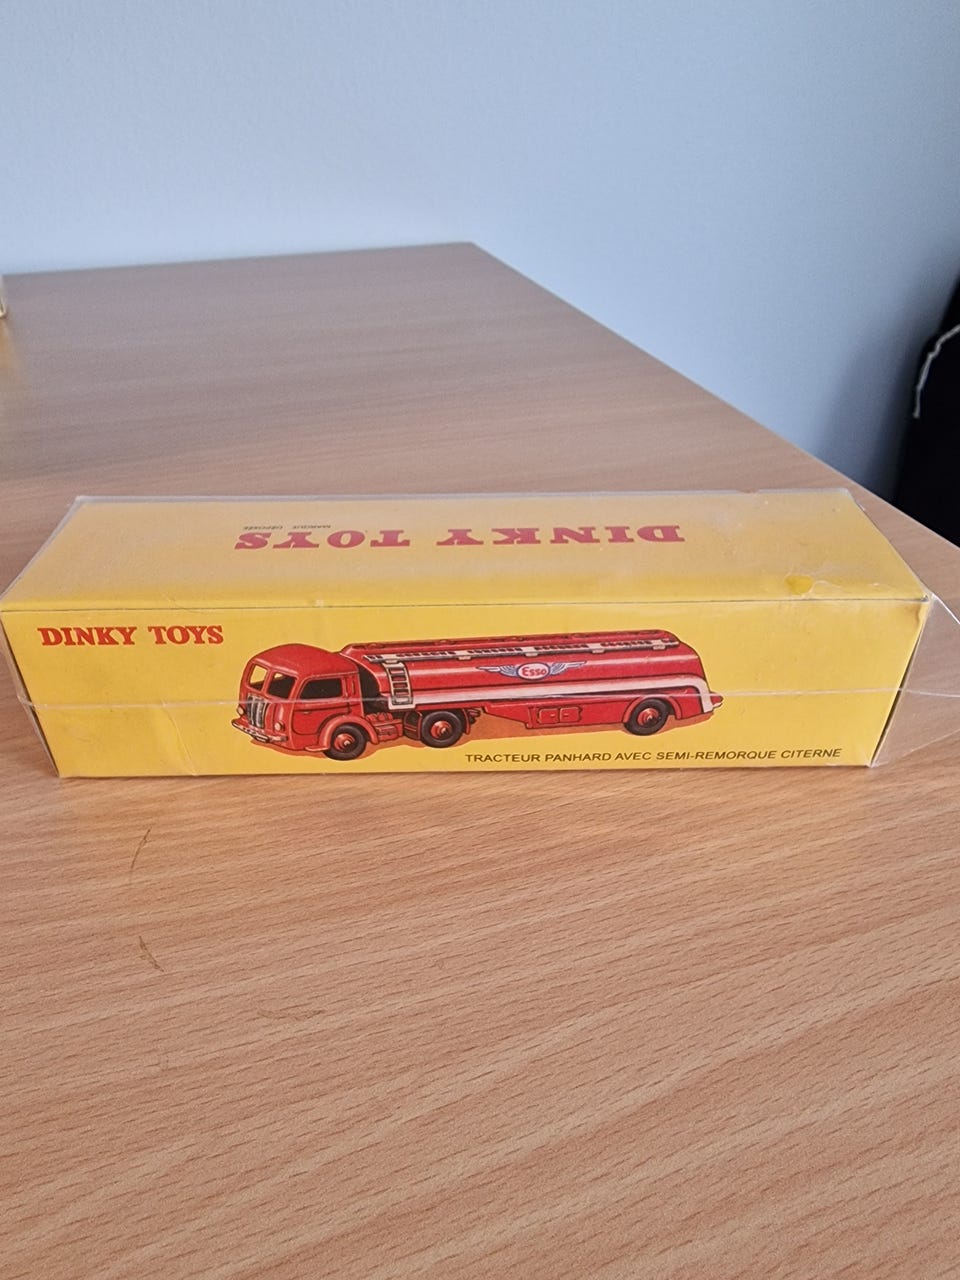 DINKY TOYS
MARQUE DÉPOSÉE
DINKY TOYS
Esso
TRACTEUR PANHARD AVEC SEMI-REMORQUE CITERNE